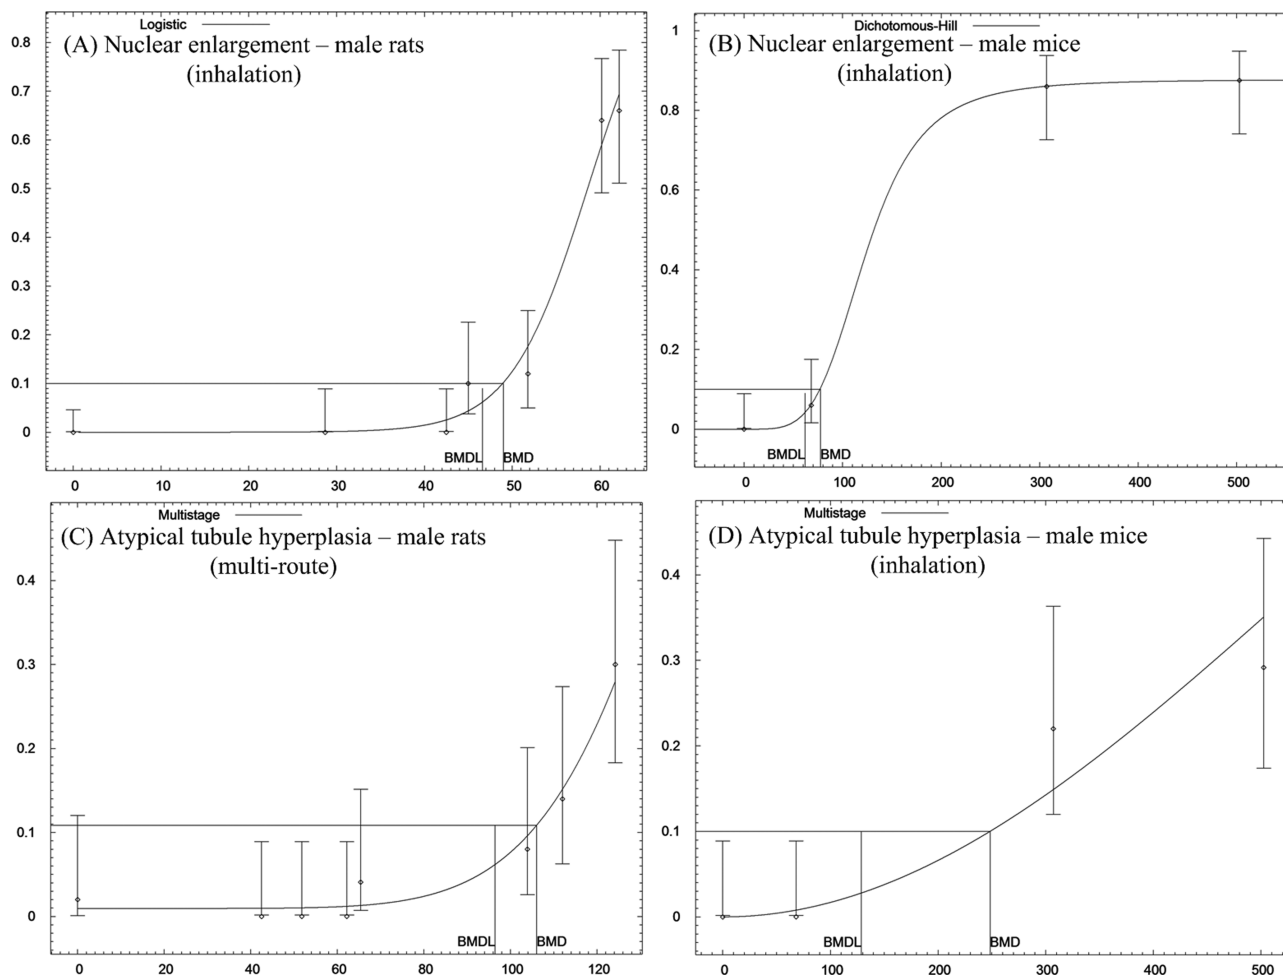 Logistic
(A) Nuclear enlargement – male rats
(inhalation)
0.8
0.7
0.6
0.5
0.4
0.3
0.2
0.1
0
BMDL BMD
0 10 20 30 40 50 60
Dichotomous-Hill
(B) Nuclear enlargement – male mice
(inhalation)
1
0.8
0.6
0.4
0.2
0
BMDL BMD
0 100 200 300 400 500
Multistage
(C) Atypical tubule hyperplasia – male rats
(multi-route)
0.4
0.3
0.2
0.1
0
BMDL BMD
0 20 40 60 80 100 120
Multistage
(D) Atypical tubule hyperplasia – male mice
(inhalation)
0.4
0.3
0.2
0.1
0
BMDL BMD
0 100 200 300 400 500